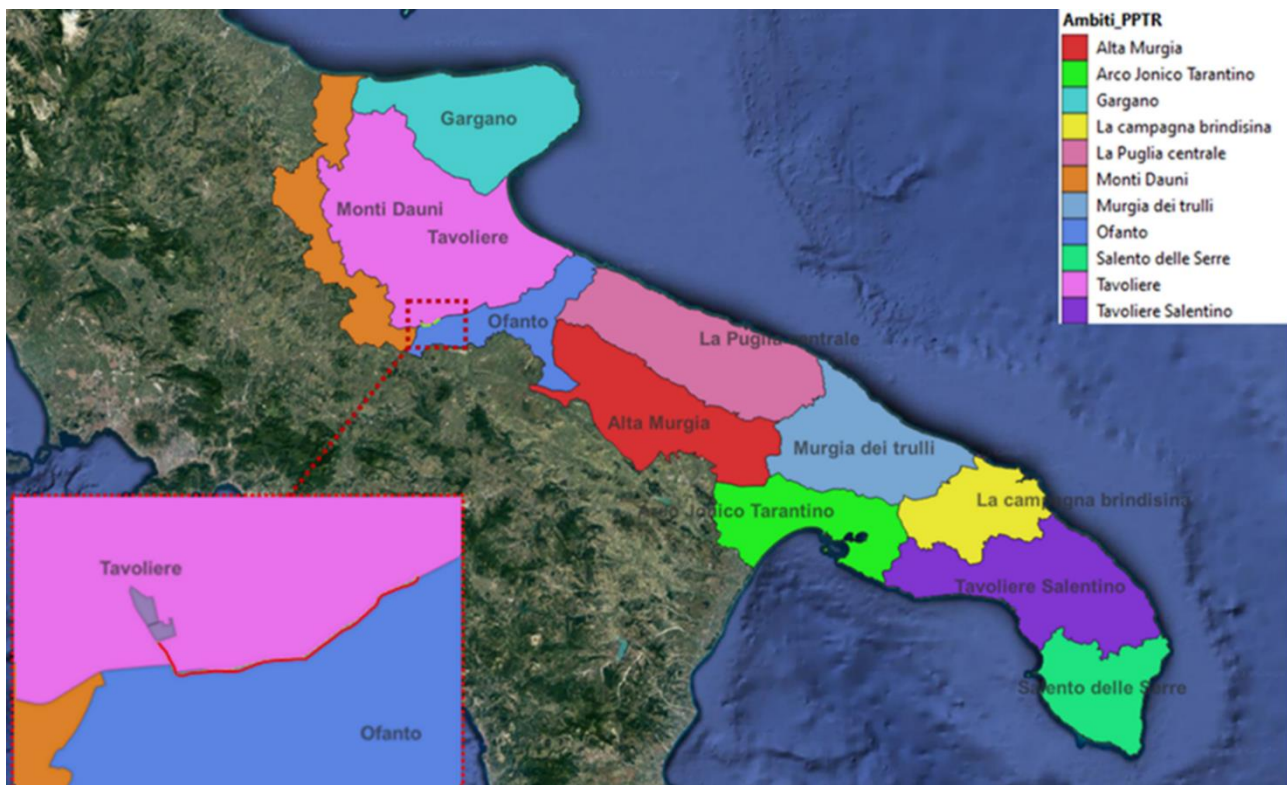 Ambiti_PPTR
Alta Murgia
Arco Jonico Tarantino
Gargano
La campagna brindisina
La Puglia centrale
Monti Dauni
Murgia dei trulli
Ofanto
Salento delle Serre
Tavoliere
Tavoliere Salentino
Gargano
Monti Dauni
Tavoliere
Ofanto
La Puglia centrale
Alta Murgia
Murgia dei trulli
La campagna brindisina
Arco Jonico Tarantino
Tavoliere Salentino
Salento delle Serre
Tavoliere
Ofanto